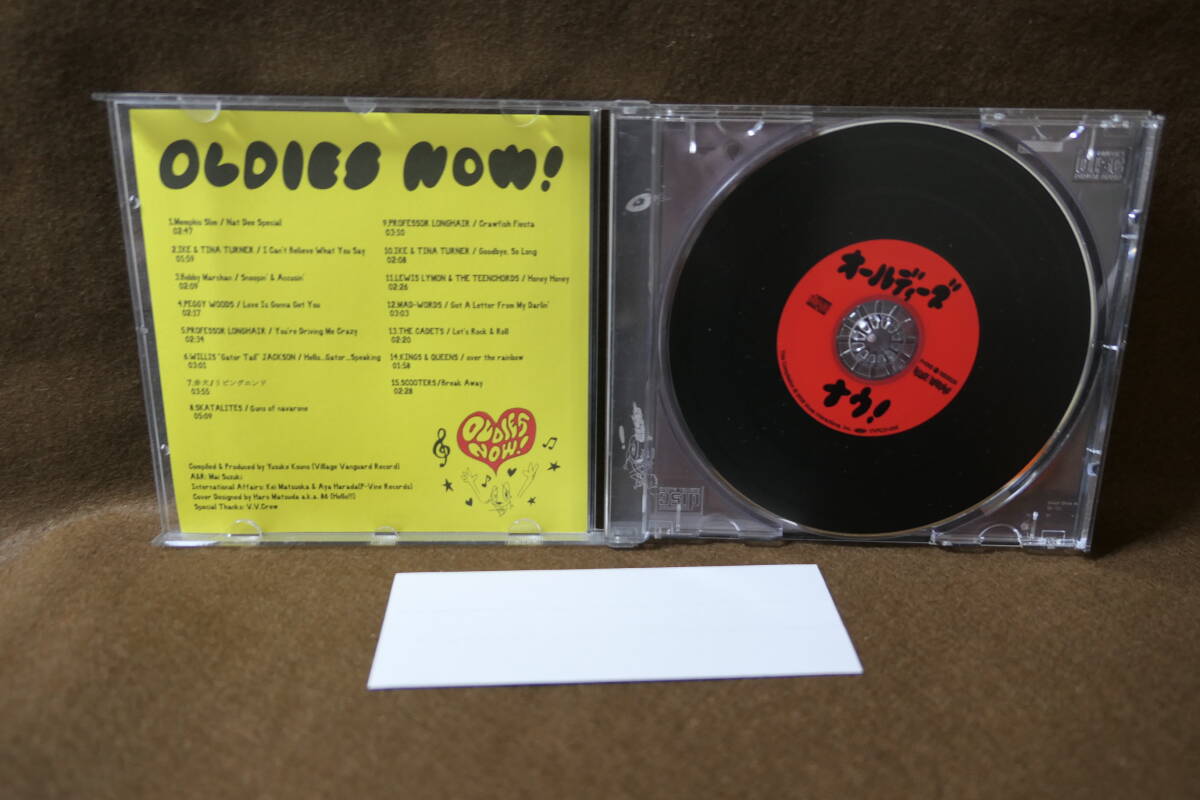 OLDIES NOW!
1.Memphis Slim / Nat Dee Special
02:47
2.IKE & TINA TURNER / I Can't Believe What You Say
01:59
3.Bobby Marchan / Snoopin' & Accusin'
02:09
4.PEGGY WOODS / Love Is Gonna Get You
02:17
5.PROFESSOR LONGHAIR / You're Driving Me Crazy
02:34
6.WILLIS "Gator Tail" JACKSON / Hello...Gator...Speaking
03:01
7.赤犬 / リビングエンド
03:55
8.SKATALITES / Guns of navarone
05:09
9.PROFESSOR LONGHAIR / Crawfish Fiesta
03:10
10.IKE & TINA TURNER / Goodbye, So Long
02:08
11.LEWIS LYMON & THE TEENCHORDS / Honey Honey
02:26
12.MAD-WORDS / Got A Letter From My Darlin'
03:03
13.THE CADETS / Let's Rock & Roll
02:20
14.KINGS & QUEENS / over the rainbow
01:58
15.SCOOTERS/Break Away
02:28
Compiled & Produced by Yusuke Kouno (Village Vanguard Record)
A&R: Mai Suzuki
International Affairs: Kei Matsuoka & Aya Harada(P-Vine Records)
Cover Designed by Haro Matsuda a.k.a. 86 (Hello!!)
Special Thanks: V.V.Crew
OLDIES
NOW!
オールディーズ
ナウ!